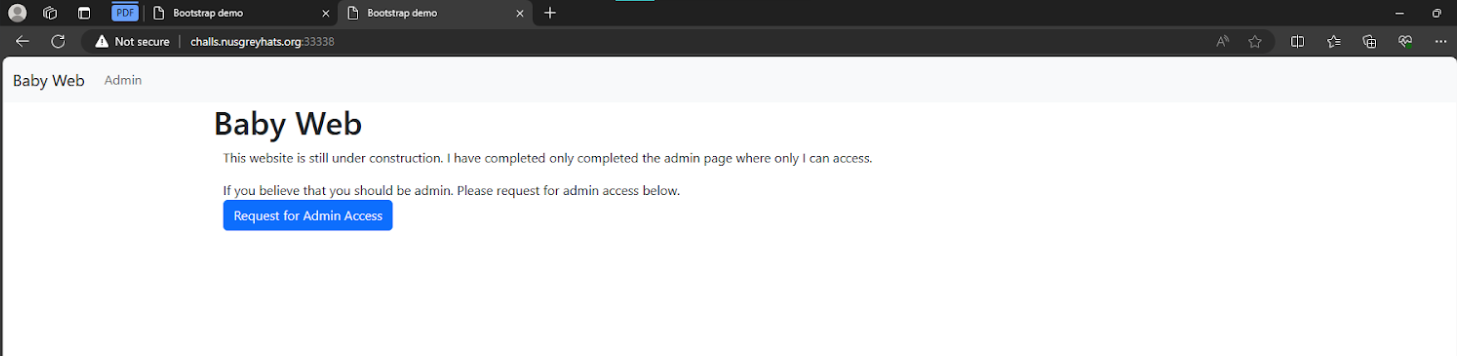 PDF Bootstrap demo Bootstrap demo
Not secure challs.nusgreyhats.org:33338
Baby Web Admin
Baby Web
This website is still under construction. I have completed only completed the admin page where only I can access.
If you believe that you should be admin. Please request for admin access below.
Request for Admin Access